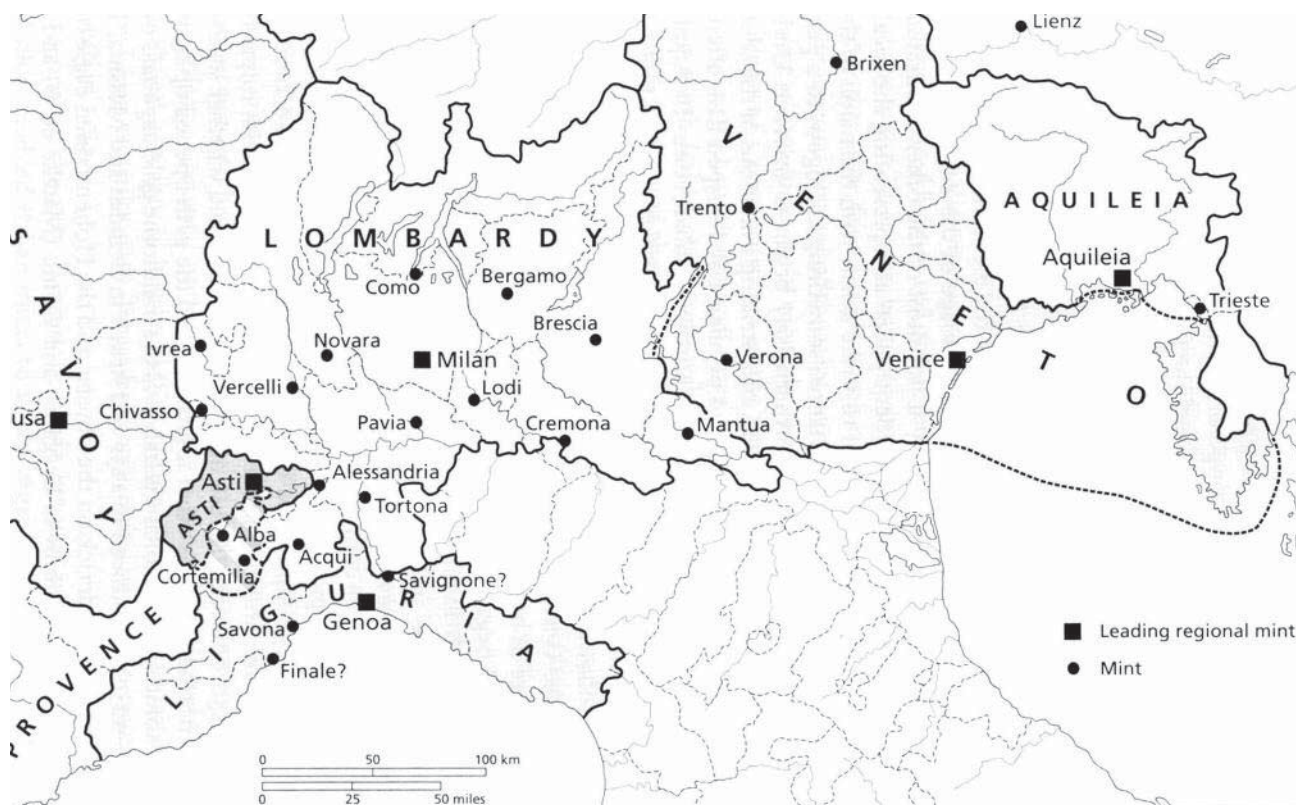 Lienz
Brixen
VENETO
Trento
AQUILEIA
Aquileia
Trieste
LOMBARDY
Como
Bergamo
Brescia
Ivrea
Novara
Milan
Verona
Venice
Vercelli
Lodi
Chivasso
Pavia
Cremona
Mantua
SAVOY
usa
Asti
ASTI
Alessandria
Tortona
Alba
Acqui
Cortemilia
Savignone?
LIGURIA
Genoa
Savona
Finale?
PROVENCE
Leading regional mint
Mint
0 50 100 km
0 25 50 miles